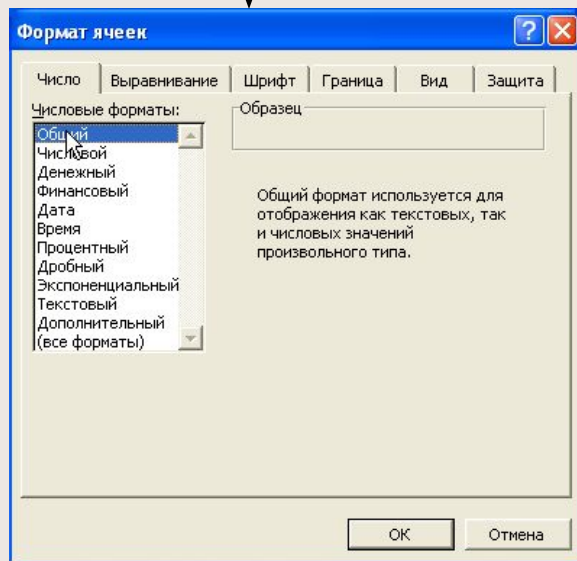 Формат ячеек
Число
Выравнивание
Шрифт
Граница
Вид
Защита
Числовые форматы:
Образец
Общий
Числовой
Денежный
Финансовый
Дата
Время
Процентный
Дробный
Экспоненциальный
Текстовый
Дополнительный
(все форматы)
Общий формат используется для
отображения как текстовых, так
и числовых значений
произвольного типа.
ОК
Отмена